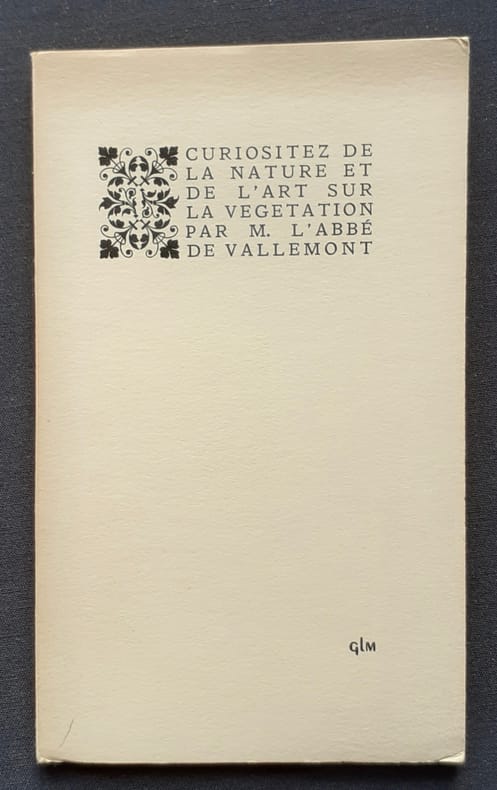 CURIOSITEZ DE
LA NATURE ET
DE L'ART SUR
LA VEGETATION
PAR M. L'ABBÉ
DE VALLEMONT
GLM